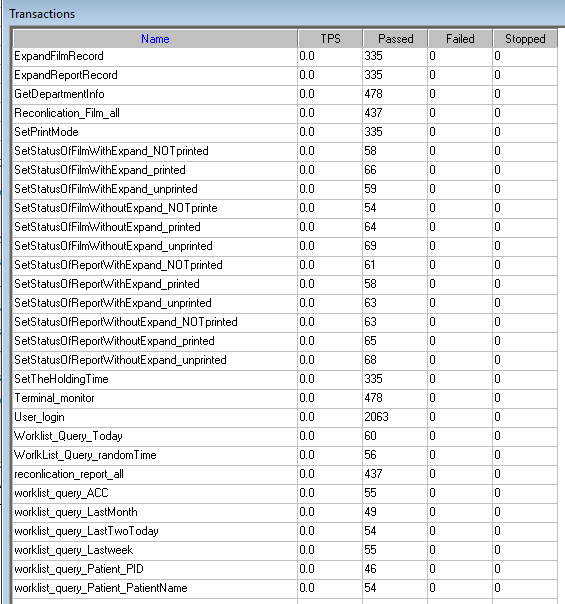 Transactions
Name TPS Passed Failed Stopped
ExpandFilmRecord 0.0 335 0 0
ExpandReportRecord 0.0 335 0 0
GetDepartmentInfo 0.0 478 0 0
Reconlication_Film_all 0.0 437 0 0
SetPrintMode 0.0 335 0 0
SetStatusOfFilmWithExpand_NOTprinted 0.0 58 0 0
SetStatusOfFilmWithExpand_printed 0.0 66 0 0
SetStatusOfFilmWithExpand_unprinted 0.0 59 0 0
SetStatusOfFilmWithoutExpand_NOTprinte 0.0 54 0 0
SetStatusOfFilmWithoutExpand_printed 0.0 64 0 0
SetStatusOfFilmWithoutExpand_unprinted 0.0 69 0 0
SetStatusOfReportWithExpand_NOTprinted 0.0 61 0 0
SetStatusOfReportWithExpand_printed 0.0 58 0 0
SetStatusOfReportWithExpand_unprinted 0.0 63 0 0
SetStatusOfReportWithoutExpand_NOTprinted 0.0 63 0 0
SetStatusOfReportWithoutExpand_printed 0.0 65 0 0
SetStatusOfReportWithoutExpand_unprinted 0.0 68 0 0
SetTheHoldingTime 0.0 335 0 0
Terminal_monitor 0.0 478 0 0
User_login 0.0 2063 0 0
Worklist_Query_Today 0.0 60 0 0
WorlkList_Query_randomTime 0.0 56 0 0
reconlication_report_all 0.0 437 0 0
worklist_query_ACC 0.0 55 0 0
worklist_query_LastMonth 0.0 49 0 0
worklist_query_LastTwoToday 0.0 54 0 0
worklist_query_Lastweek 0.0 55 0 0
worklist_query_Patient_PID 0.0 46 0 0
worklist_query_Patient_PatientName 0.0 54 0 0